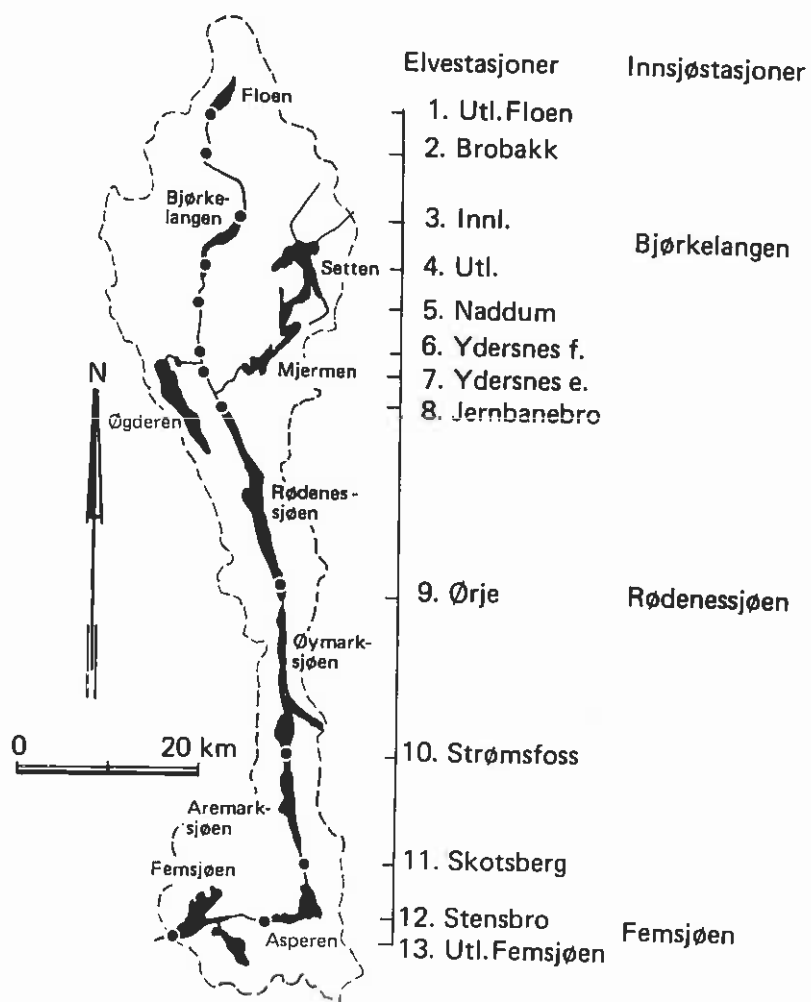 Elvestasjoner
Innsjøstasjoner
Floen
Bjørke-
langen
Setten
Mjermen
N
Øgderen
Rødenes-
sjøen
Øymark-
sjøen
0 20 km
Aremark-
sjøen
Femsjøen
Asperen
1. Utl.Floen
2. Brobakk
3. Innl.
4. Utl.
5. Naddum
6. Ydersnes f.
7. Ydersnes e.
8. Jernbanebro
9. Ørje
10. Strømsfoss
11. Skotsberg
12. Stensbro
13. Utl.Femsjøen
Bjørkelangen
Rødenessjøen
Femsjøen